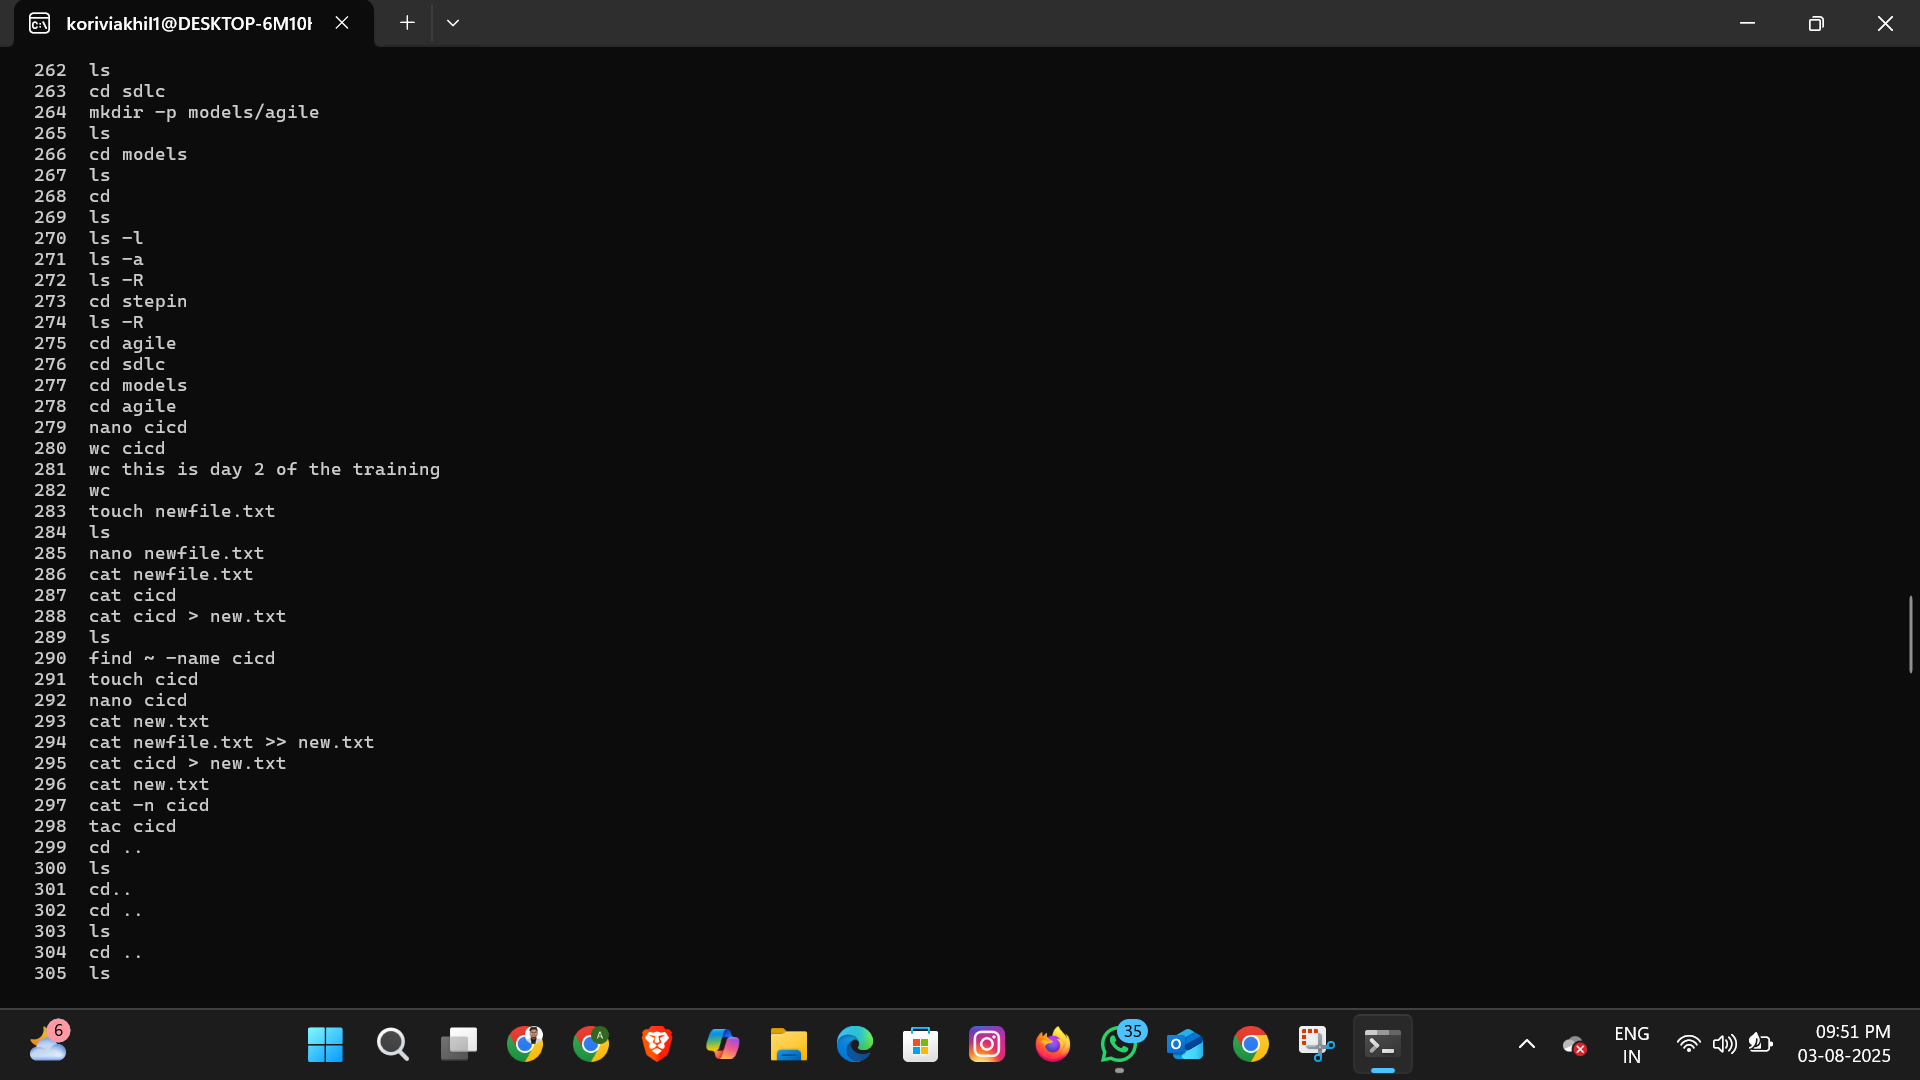 koriviakhil1@DESKTOP-6M10
262 ls
263 cd sdlc
264 mkdir -p models/agile
265 ls
266 cd models
267 ls
268 cd
269 ls
270 ls -l
271 ls -a
272 ls -R
273 cd stepin
274 ls -R
275 cd agile
276 cd sdlc
277 cd models
278 cd agile
279 nano cicd
280 wc cicd
281 wc this is day 2 of the training
282 wc
283 touch newfile.txt
284 ls
285 nano newfile.txt
286 cat newfile.txt
287 cat cicd
288 cat cicd > new.txt
289 ls
290 find ~ -name cicd
291 touch cicd
292 nano cicd
293 cat new.txt
294 cat newfile.txt >> new.txt
295 cat cicd > new.txt
296 cat new.txt
297 cat -n cicd
298 tac cicd
299 cd ..
300 ls
301 cd..
302 cd ..
303 ls
304 cd ..
305 ls
6
A
35
ENG
IN
09:51 PM
03-08-2025